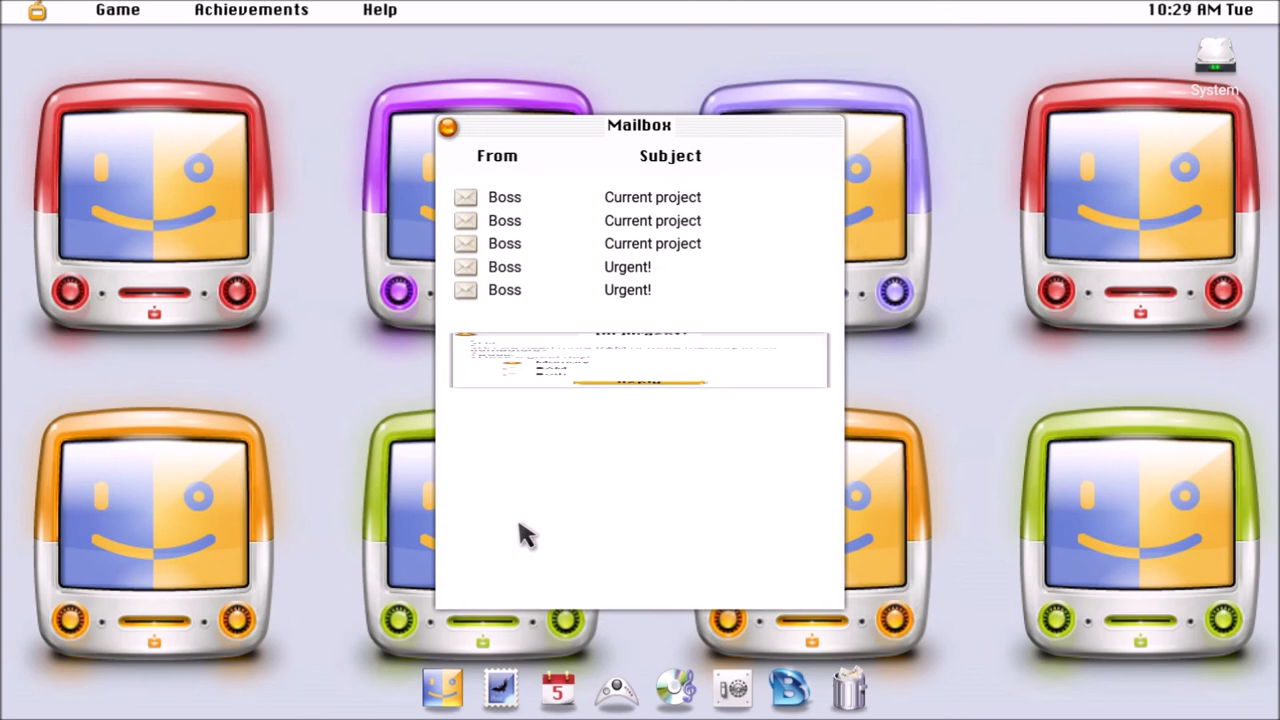 Game Achievements Help 10:29 AM Tue
System
Mailbox
From Subject
Boss Current project
Boss Current project
Boss Current project
Boss Urgent!
Boss Urgent!
5
B